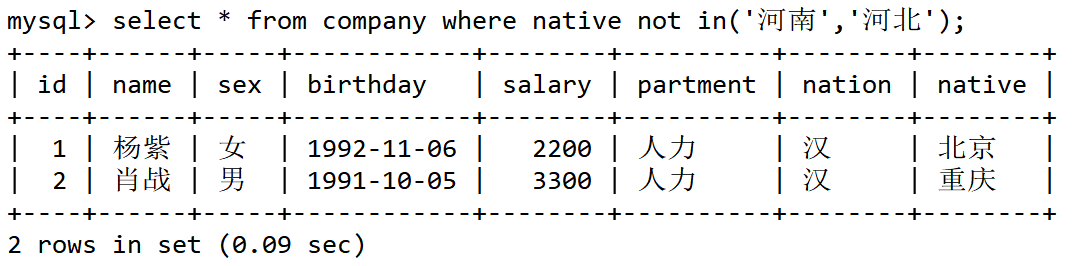 mysql> select * from company where native not in('河南','河北');
+----+------+-----+------------+--------+----------+--------+--------+
| id | name | sex | birthday   | salary | partment | nation | native |
+----+------+-----+------------+--------+----------+--------+--------+
|  1 | 杨紫 | 女  | 1992-11-06 |   2200 | 人力     | 汉     | 北京   |
|  2 | 肖战 | 男  | 1991-10-05 |   3300 | 人力     | 汉     | 重庆   |
+----+------+-----+------------+--------+----------+--------+--------+
2 rows in set (0.09 sec)